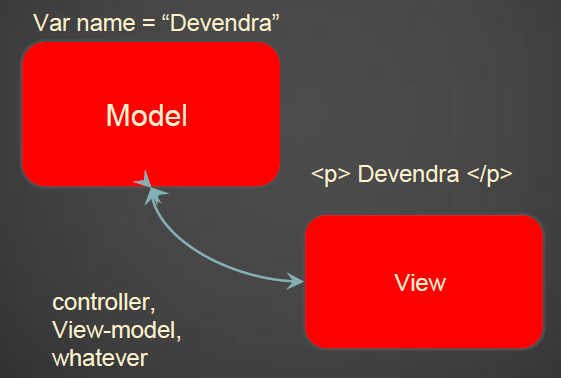 Var name = “Devendra”
Model
<p> Devendra </p>
View
controller,
View-model,
whatever